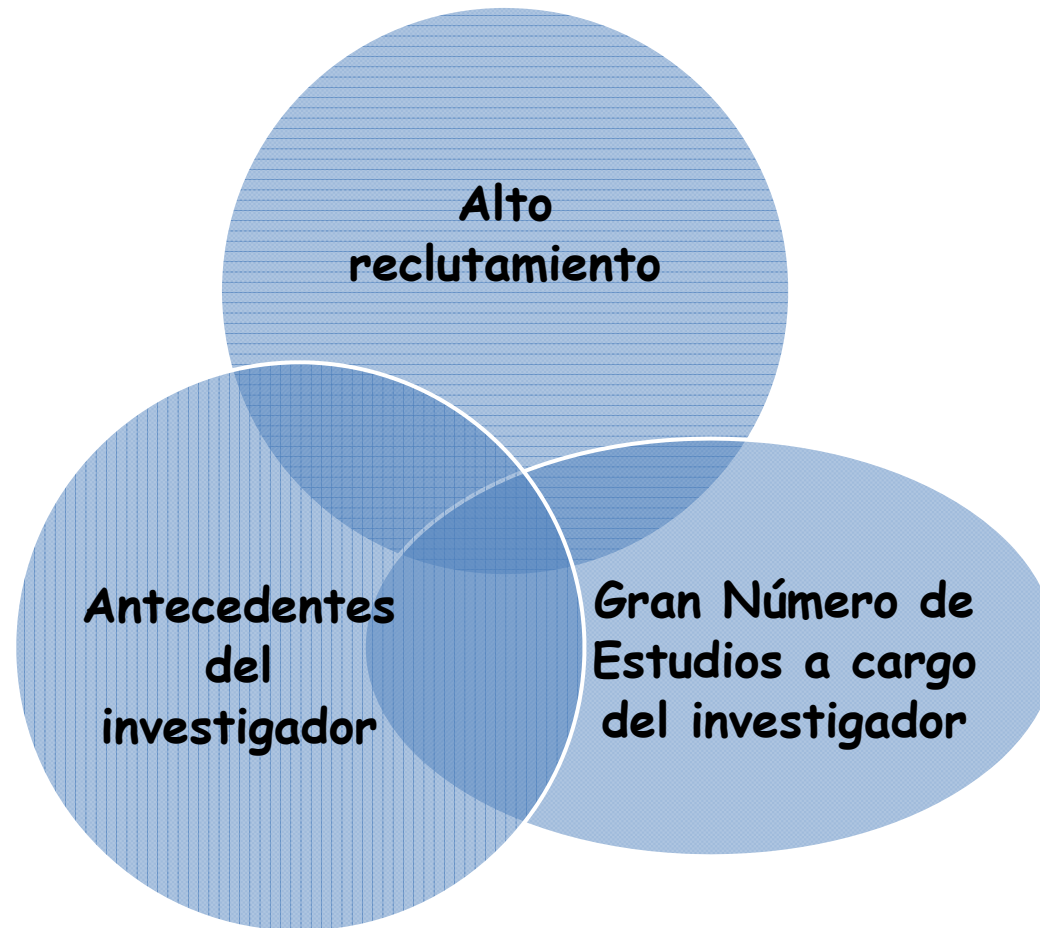 Alto
reclutamiento
Antecedentes
del
investigador
Gran Número de
Estudios a cargo
del investigador